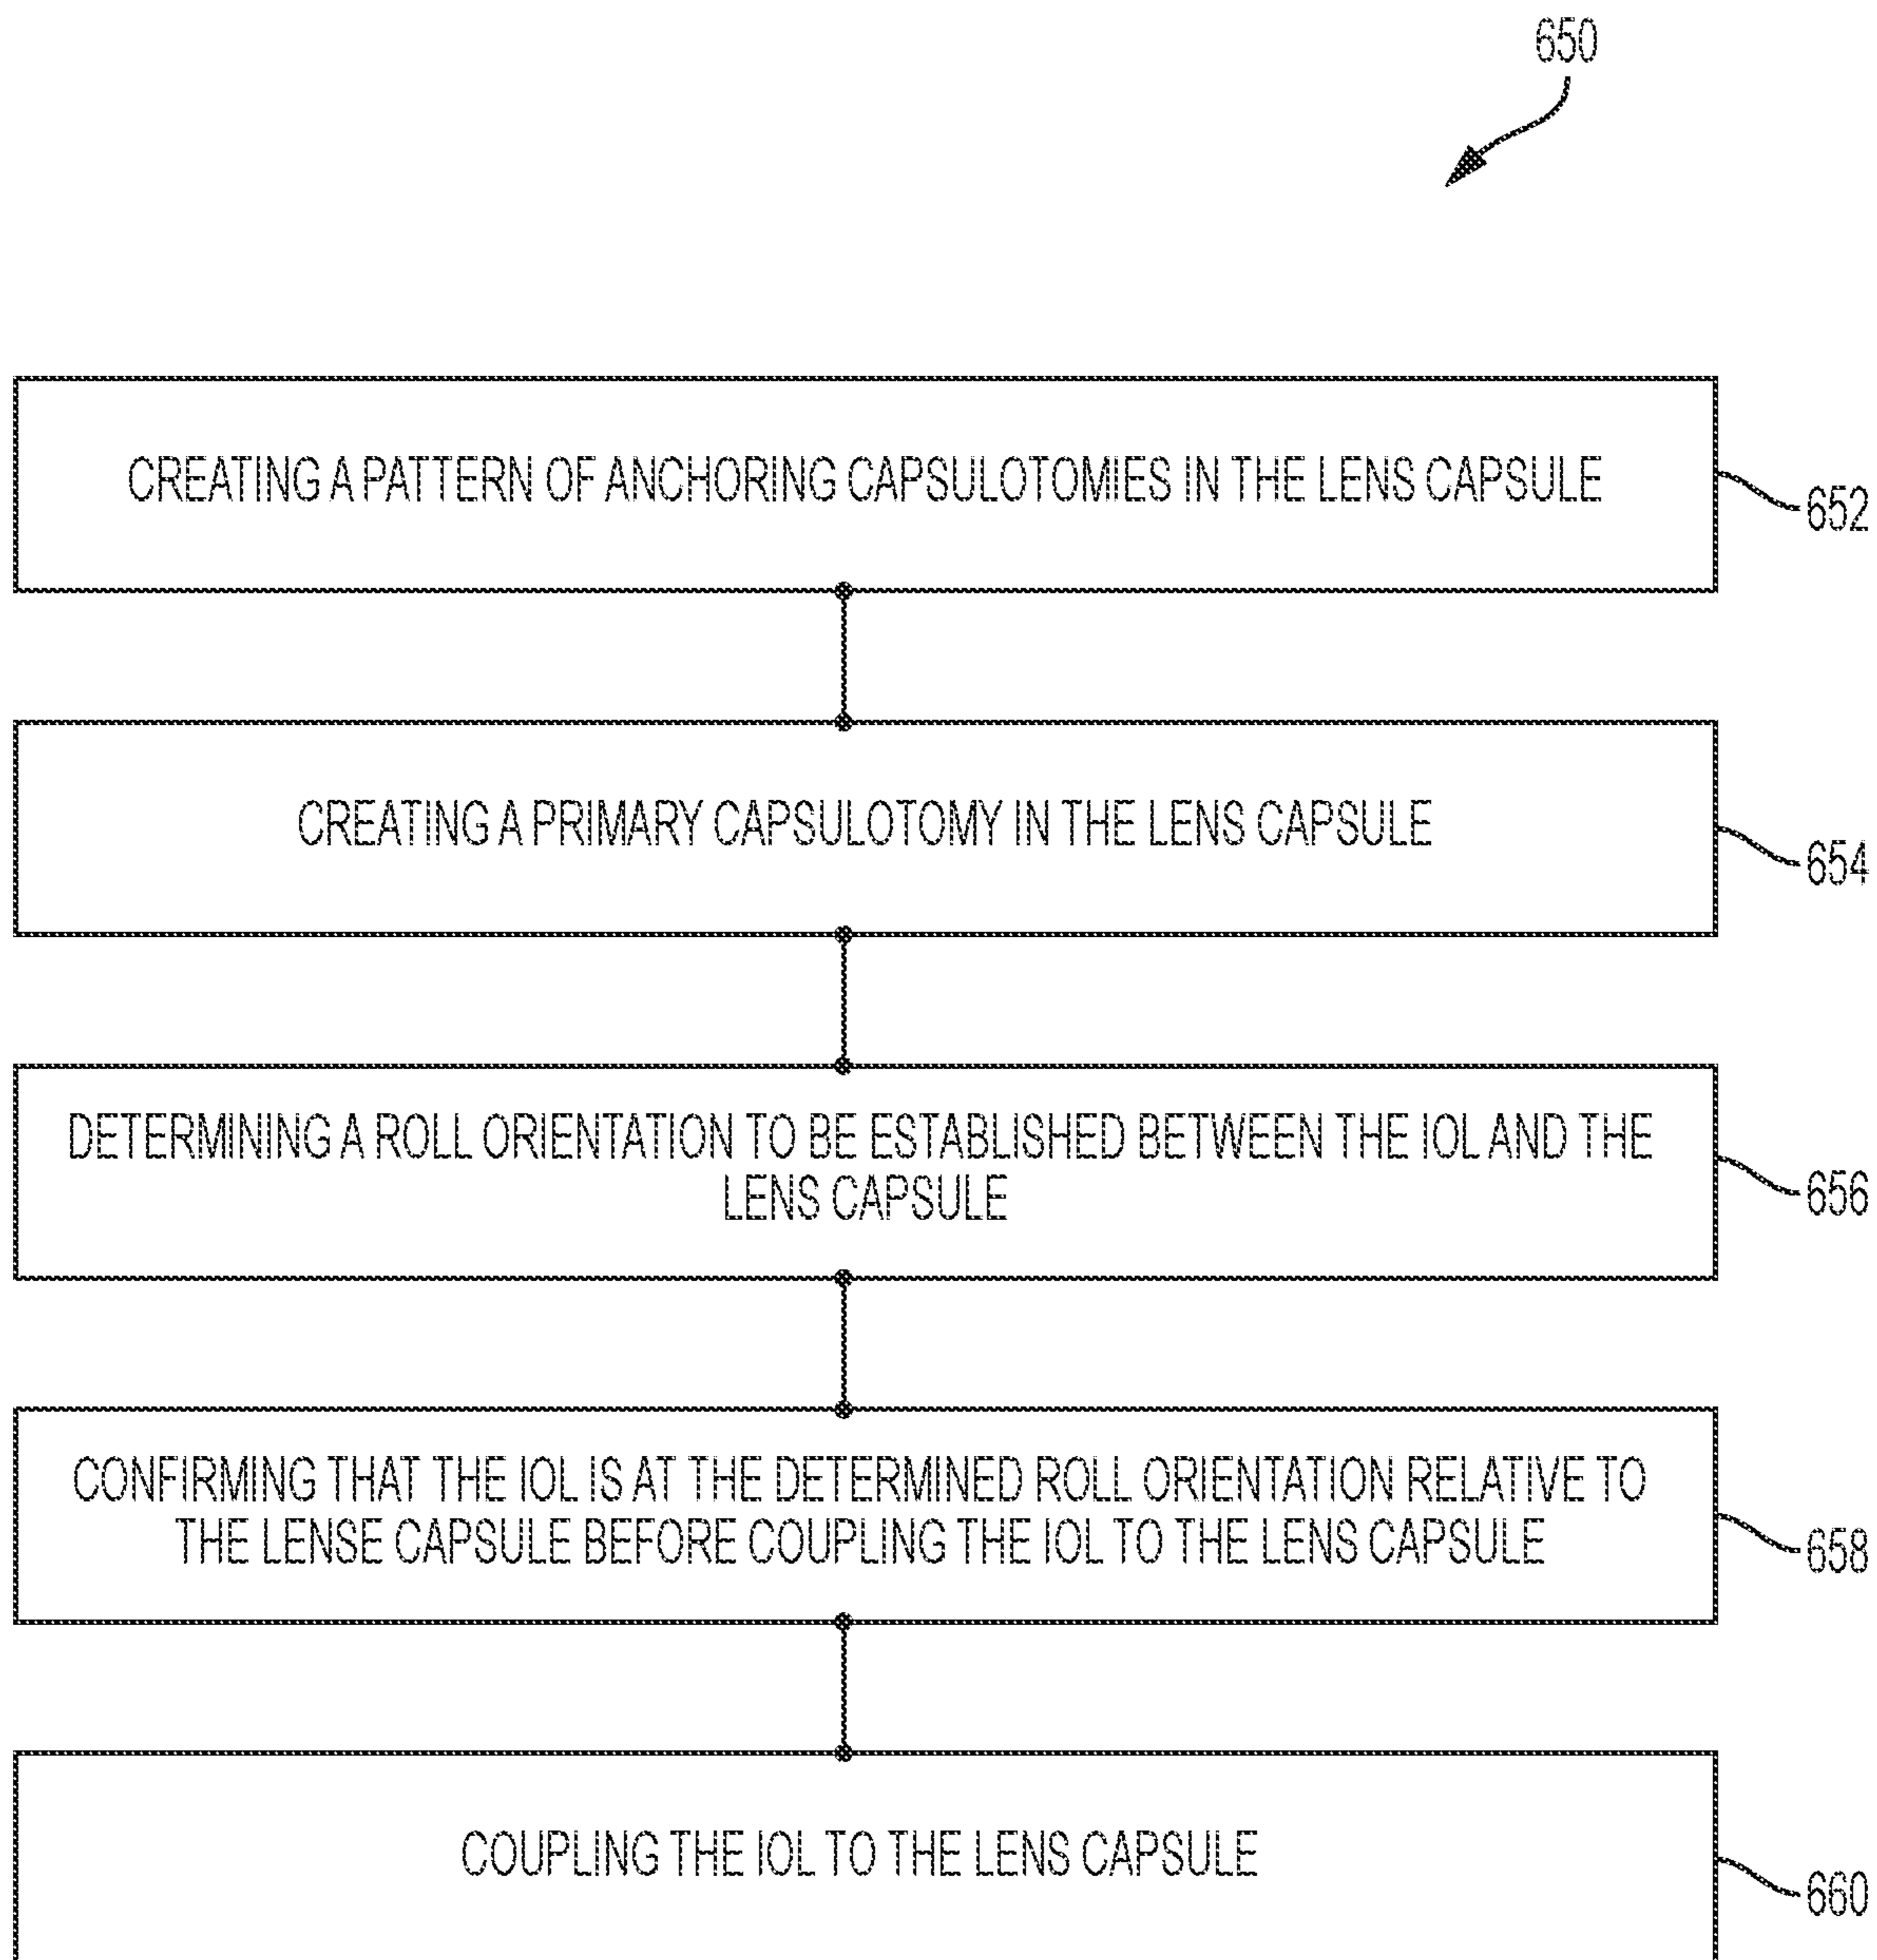 650
CREATING A PATTERN OF ANCHORING CAPSULOTOMIES IN THE LENS CAPSULE
652
CREATING A PRIMARY CAPSULOTOMY IN THE LENS CAPSULE
654
DETERMINING A ROLL ORIENTATION TO BE ESTABLISHED BETWEEN THE IOL AND THE
LENS CAPSULE
656
CONFIRMING THAT THE IOL IS AT THE DETERMINED ROLL ORIENTATION RELATIVE TO
THE LENSE CAPSULE BEFORE COUPLING THE IOL TO THE LENS CAPSULE
658
COUPLING THE IOL TO THE LENS CAPSULE
660